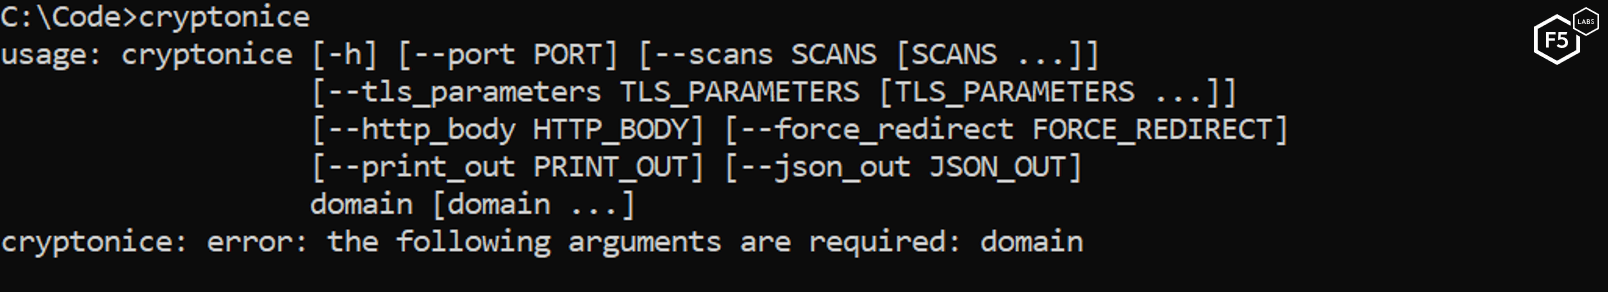 C:\Code>cryptonice
usage: cryptonice [-h] [--port PORT] [--scans SCANS [SCANS ...]]
[--tls_parameters TLS_PARAMETERS [TLS_PARAMETERS ...]]
[--http_body HTTP_BODY] [--force_redirect FORCE_REDIRECT]
[--print_out PRINT_OUT] [--json_out JSON_OUT]
domain [domain ...]
cryptonice: error: the following arguments are required: domain
LABS
F5